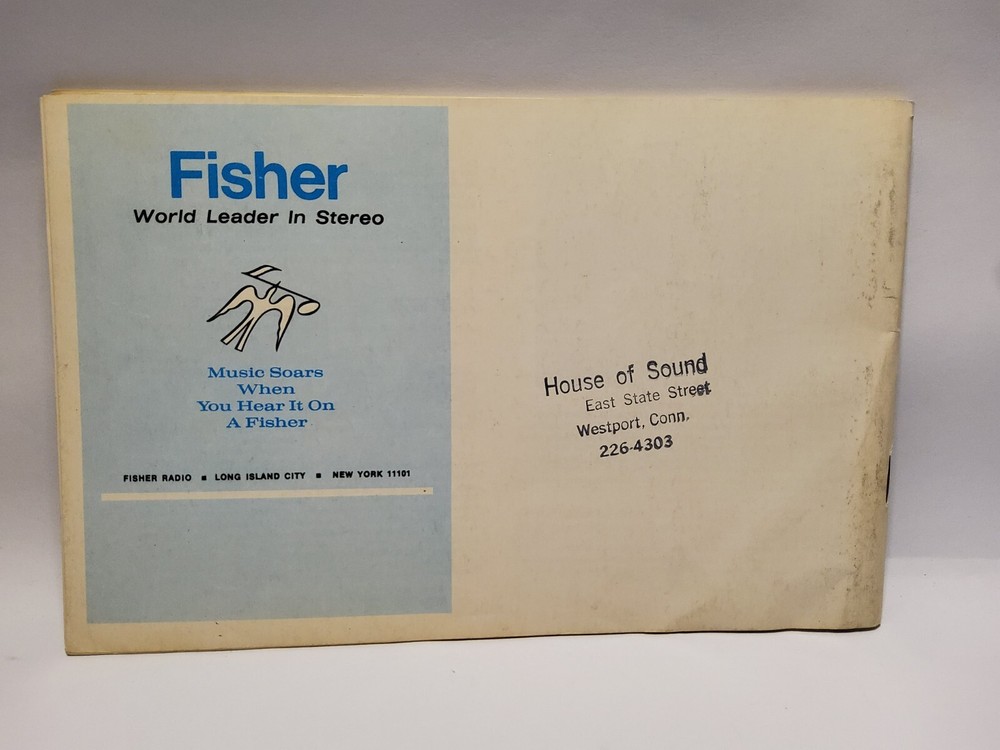 Fisher
World Leader In Stereo
Music Soars
When
You Hear It On
A Fisher
FISHER RADIO ■ LONG ISLAND CITY ■ NEW YORK 11101
House of Sound
East State Street
Westport, Conn.
226-4303